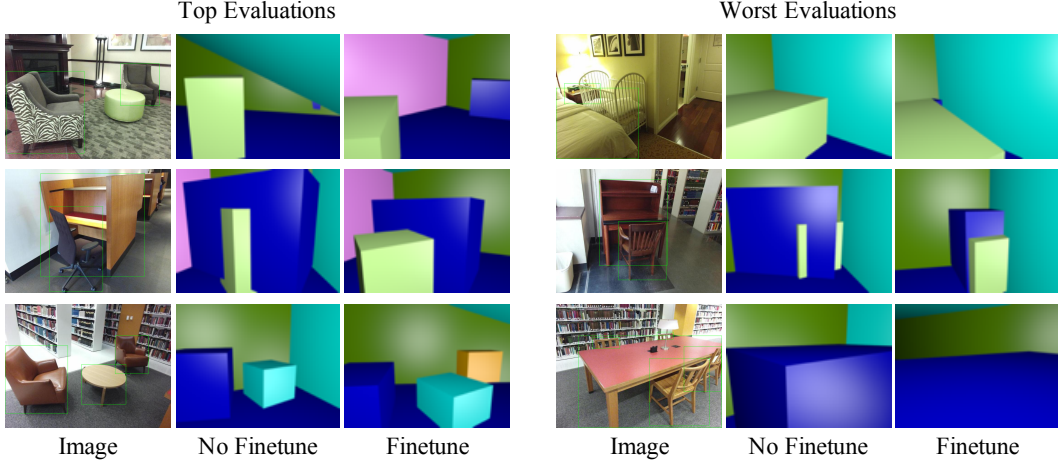 Top Evaluations
Worst Evaluations
Image
No Finetune
Finetune
Image
No Finetune
Finetune